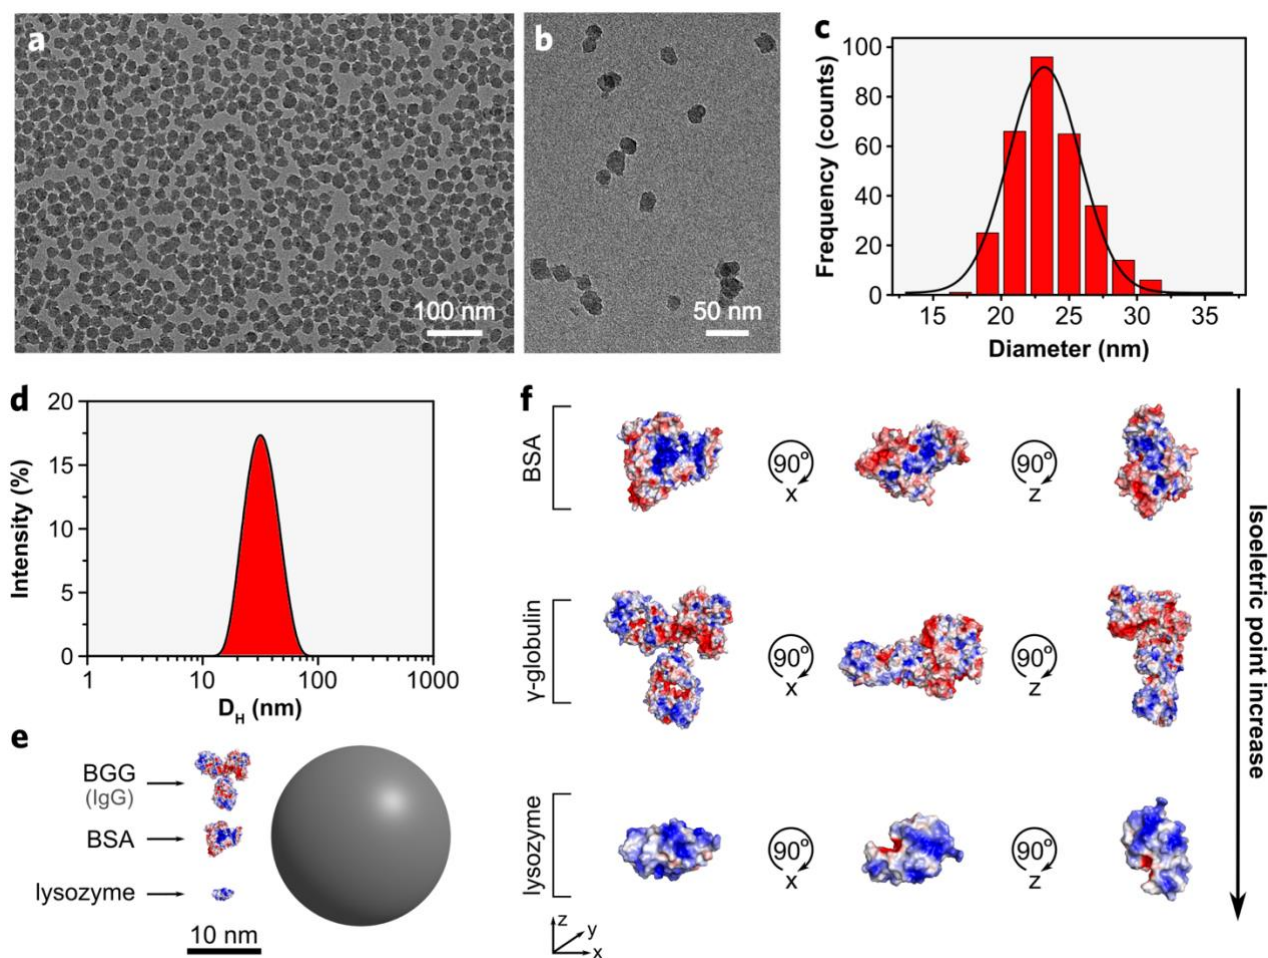 a
100 nm
b
50 nm
c
Frequency (counts)
100
80
60
40
20
0
15 20 25 30 35
Diameter (nm)
d
Intensity (%)
20
15
10
5
0
1 10 100 1000
D_H (nm)
e
BGG
(IgG)
BSA
lysozyme
10 nm
f
BSA
90° x
90° z
γ-globulin
90° x
90° z
lysozyme
90° x
90° z
z
y
x
Isoeletric point increase